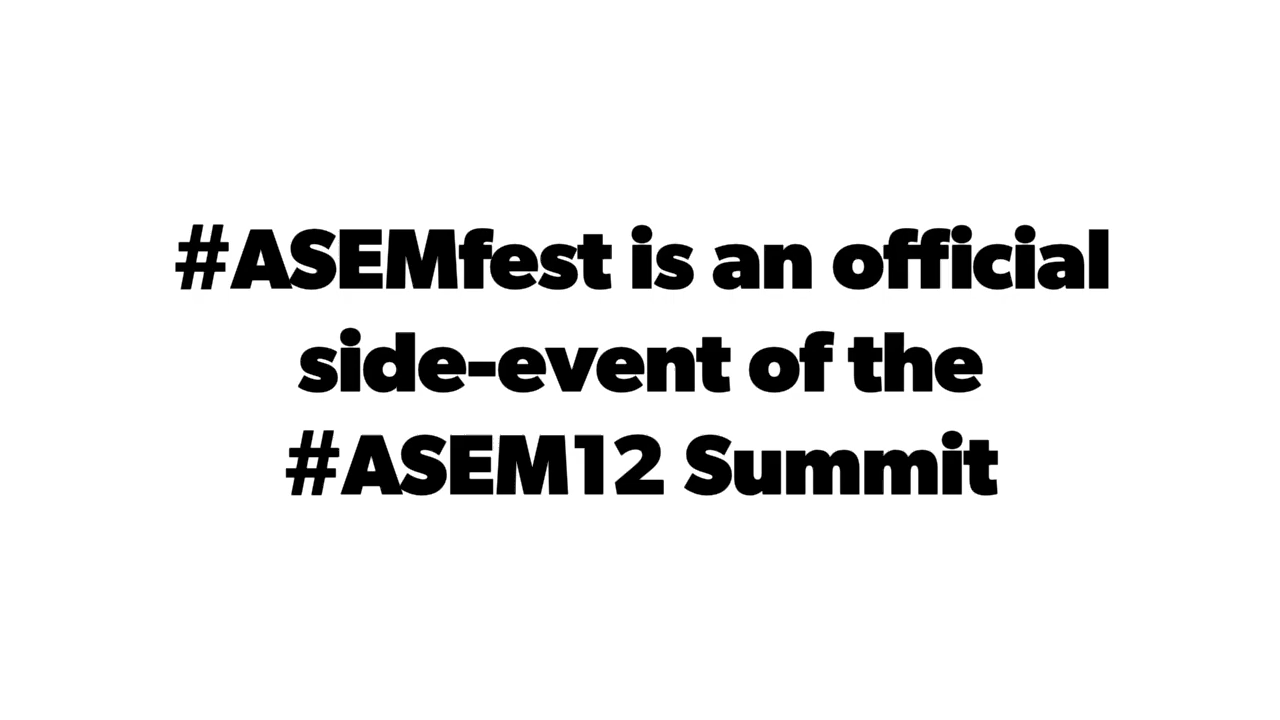 #ASEMfest is an official
side-event of the
#ASEM12 Summit